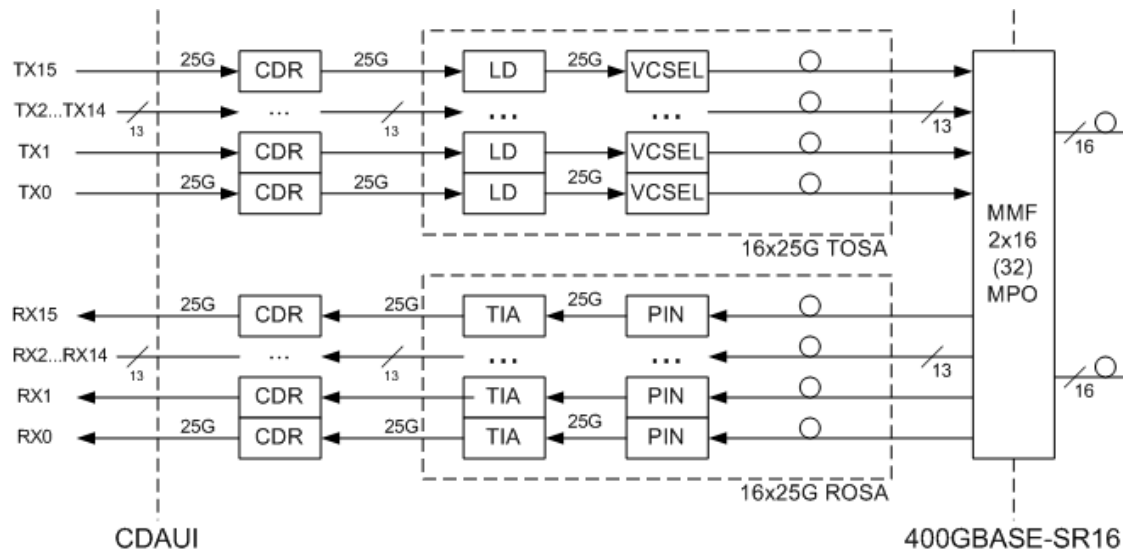 TX15 25G CDR 25G LD 25G VCSEL
TX2...TX14 13 ... 13 ... ... 13
TX1 CDR LD VCSEL
TX0 25G CDR 25G LD 25G VCSEL
16
16x25G TOSA
MMF
2x16
(32)
MPO
RX15 25G CDR 25G TIA 25G PIN
RX2...RX14 13 ... 13 ... ... 13
RX1 CDR TIA PIN
RX0 25G CDR 25G TIA 25G PIN
16
16x25G ROSA
CDAUI 400GBASE-SR16